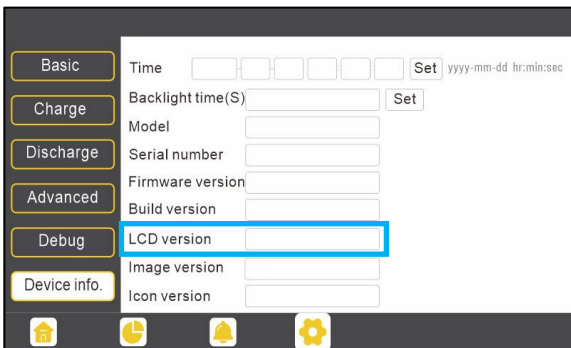 Basic
Charge
Discharge
Advanced
Debug
Device info.
Time - - Set yyyy-mm-dd hr:min:sec
Backlight time(S) Set
Model
Serial number
Firmware version
Build version
LCD version
Image version
Icon version